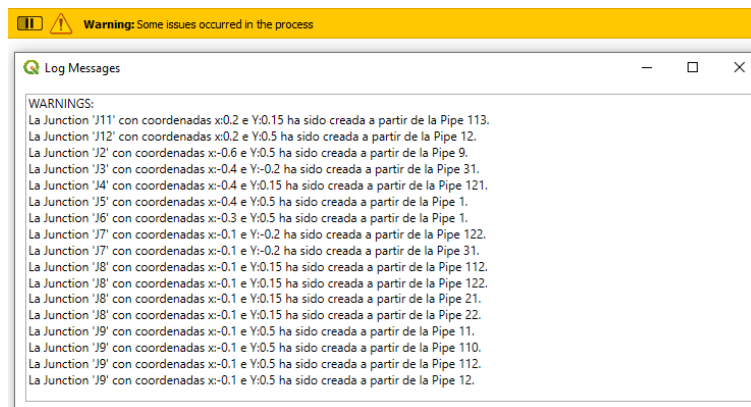 Warning: Some issues occurred in the process
Log Messages
WARNINGS:
La Junction 'J11' con coordenadas x:0.2 e Y:0.15 ha sido creada a partir de la Pipe 113.
La Junction 'J12' con coordenadas x:0.2 e Y:0.5 ha sido creada a partir de la Pipe 12.
La Junction 'J2' con coordenadas x:-0.6 e Y:0.5 ha sido creada a partir de la Pipe 9.
La Junction 'J3' con coordenadas x:-0.4 e Y:-0.2 ha sido creada a partir de la Pipe 31.
La Junction 'J4' con coordenadas x:-0.4 e Y:0.15 ha sido creada a partir de la Pipe 121.
La Junction 'J5' con coordenadas x:-0.4 e Y:0.5 ha sido creada a partir de la Pipe 1.
La Junction 'J6' con coordenadas x:-0.3 e Y:0.5 ha sido creada a partir de la Pipe 1.
La Junction 'J7' con coordenadas x:-0.1 e Y:-0.2 ha sido creada a partir de la Pipe 122.
La Junction 'J7' con coordenadas x:-0.1 e Y:-0.2 ha sido creada a partir de la Pipe 31.
La Junction 'J8' con coordenadas x:-0.1 e Y:0.15 ha sido creada a partir de la Pipe 112.
La Junction 'J8' con coordenadas x:-0.1 e Y:0.15 ha sido creada a partir de la Pipe 122.
La Junction 'J8' con coordenadas x:-0.1 e Y:0.15 ha sido creada a partir de la Pipe 21.
La Junction 'J8' con coordenadas x:-0.1 e Y:0.15 ha sido creada a partir de la Pipe 22.
La Junction 'J9' con coordenadas x:-0.1 e Y:0.5 ha sido creada a partir de la Pipe 11.
La Junction 'J9' con coordenadas x:-0.1 e Y:0.5 ha sido creada a partir de la Pipe 110.
La Junction 'J9' con coordenadas x:-0.1 e Y:0.5 ha sido creada a partir de la Pipe 112.
La Junction 'J9' con coordenadas x:-0.1 e Y:0.5 ha sido creada a partir de la Pipe 12.